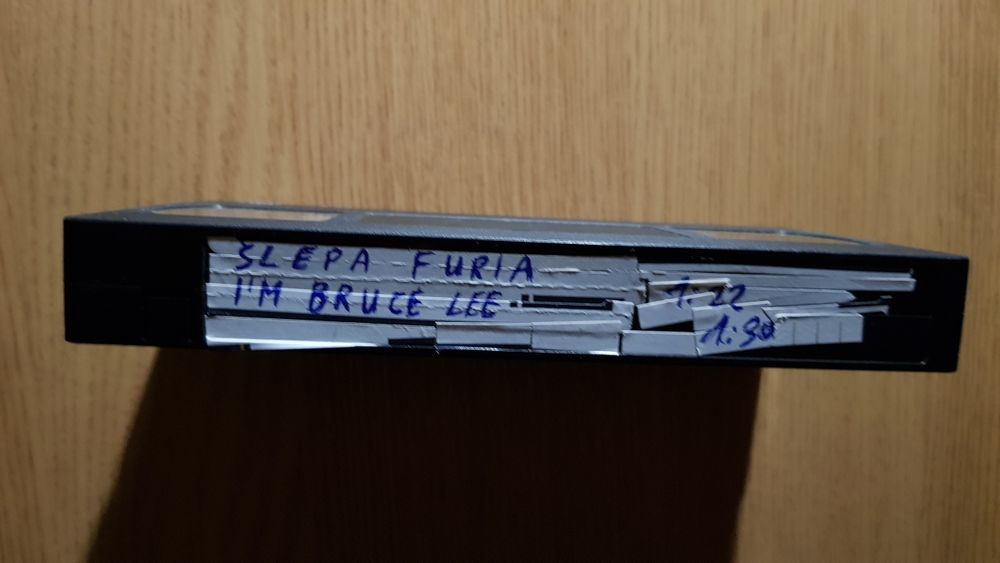 SLEPA FURIA 1:22
I'M BRUCE LEE 1:30